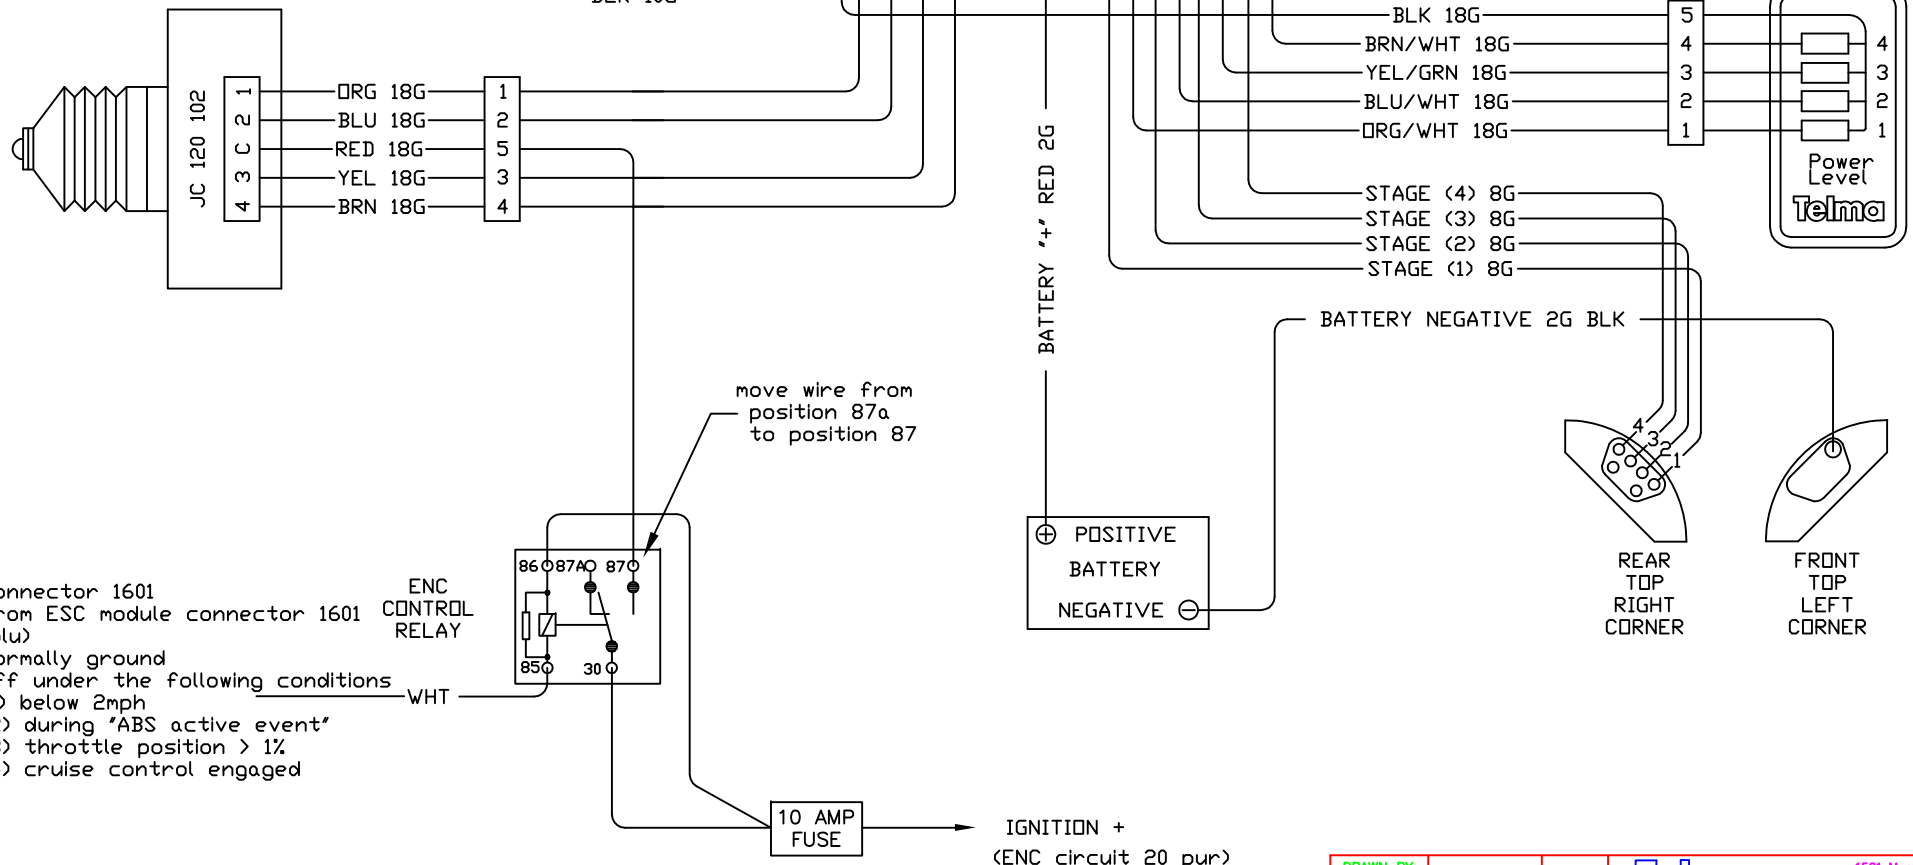 BLK 18G
5
BRN/WHT 18G
4
4
YEL/GRN 18G
3
3
BLU/WHT 18G
2
2
ORG/WHT 18G
1
1
Power
Level
Telma
JC 120 102
1
2
C
3
4
ORG 18G
1
BLU 18G
2
RED 18G
5
YEL 18G
3
BRN 18G
4
BATTERY "+" RED 2G
STAGE (4) 8G
STAGE (3) 8G
STAGE (2) 8G
STAGE (1) 8G
BATTERY NEGATIVE 2G BLK
move wire from
position 87a
to position 87
4
3
2
1
REAR
TOP
RIGHT
CORNER
FRONT
TOP
LEFT
CORNER
POSITIVE
BATTERY
NEGATIVE
86
87A
87
85
30
ENC
CONTROL
RELAY
1601
ESC module connector 1601
ground
under the following conditions
below 2mph
) during "ABS active event"
) throttle position > 1%
) cruise control engaged
WHT
10 AMP
FUSE
IGNITION +
(ENC circuit 20 pur)